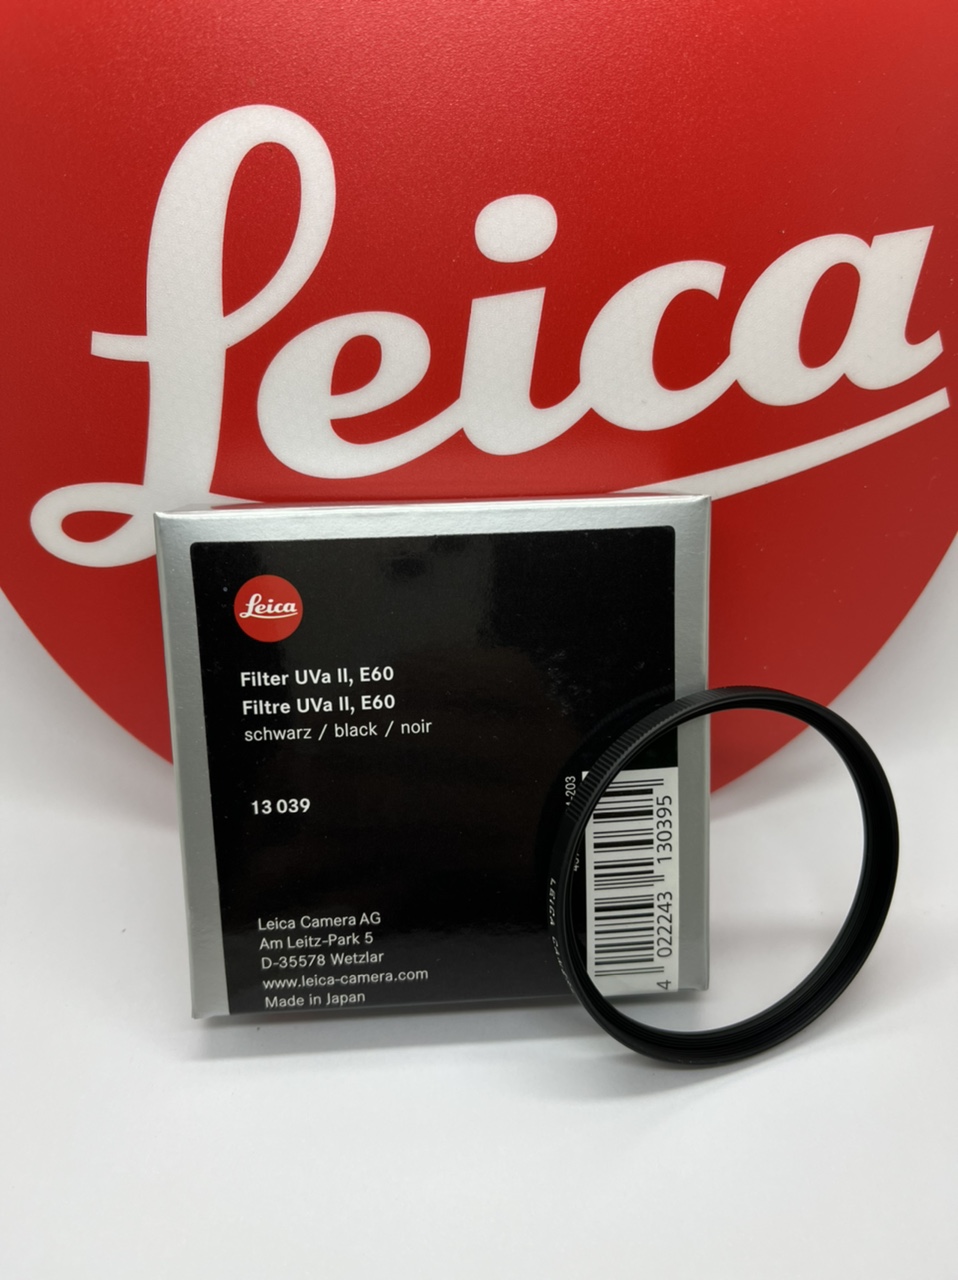 Leica
Leica
Filter UVa II, E60
Filtre UVa II, E60
schwarz / black / noir
13 039
Leica Camera AG
Am Leitz-Park 5
D-35578 Wetzlar
www.leica-camera.com
Made in Japan
4 022243 130395
LEICA